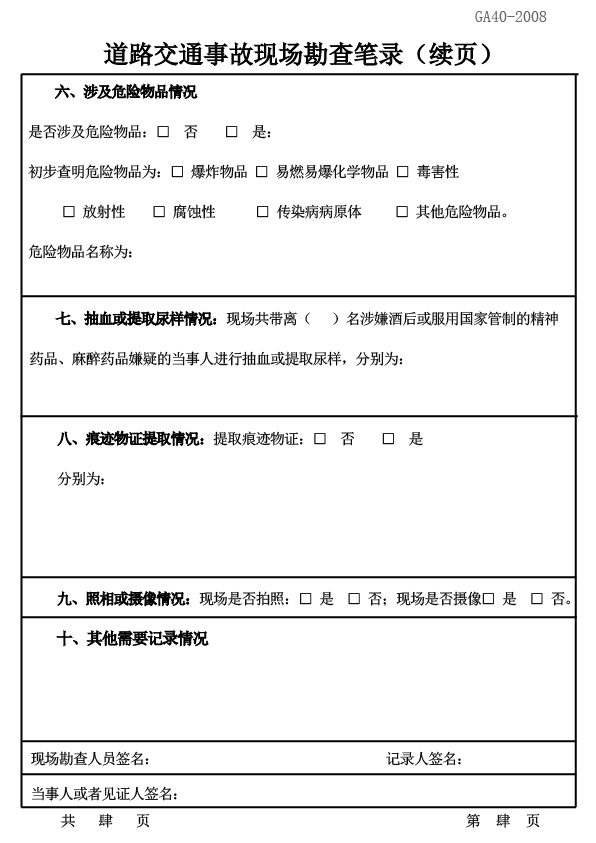 GA40-2008
道路交通事故现场勘查笔录（续页）
六、涉及危险物品情况
是否涉及危险物品：□ 否 □ 是：
初步查明危险物品为：□ 爆炸物品 □ 易燃易爆化学物品 □ 毒害性
□ 放射性 □ 腐蚀性 □ 传染病病原体 □ 其他危险物品。
危险物品名称为：
七、抽血或提取尿样情况：现场共带离（ ）名涉嫌酒后或服用国家管制的精神
药品、麻醉药品嫌疑的当事人进行抽血或提取尿样，分别为：
八、痕迹物证提取情况：提取痕迹物证：□ 否 □ 是
分别为：
九、照相或摄像情况：现场是否拍照：□ 是 □ 否；现场是否摄像□ 是 □ 否。
十、其他需要记录情况
现场勘查人员签名： 记录人签名：
当事人或者见证人签名：
共 肆 页 第 肆 页